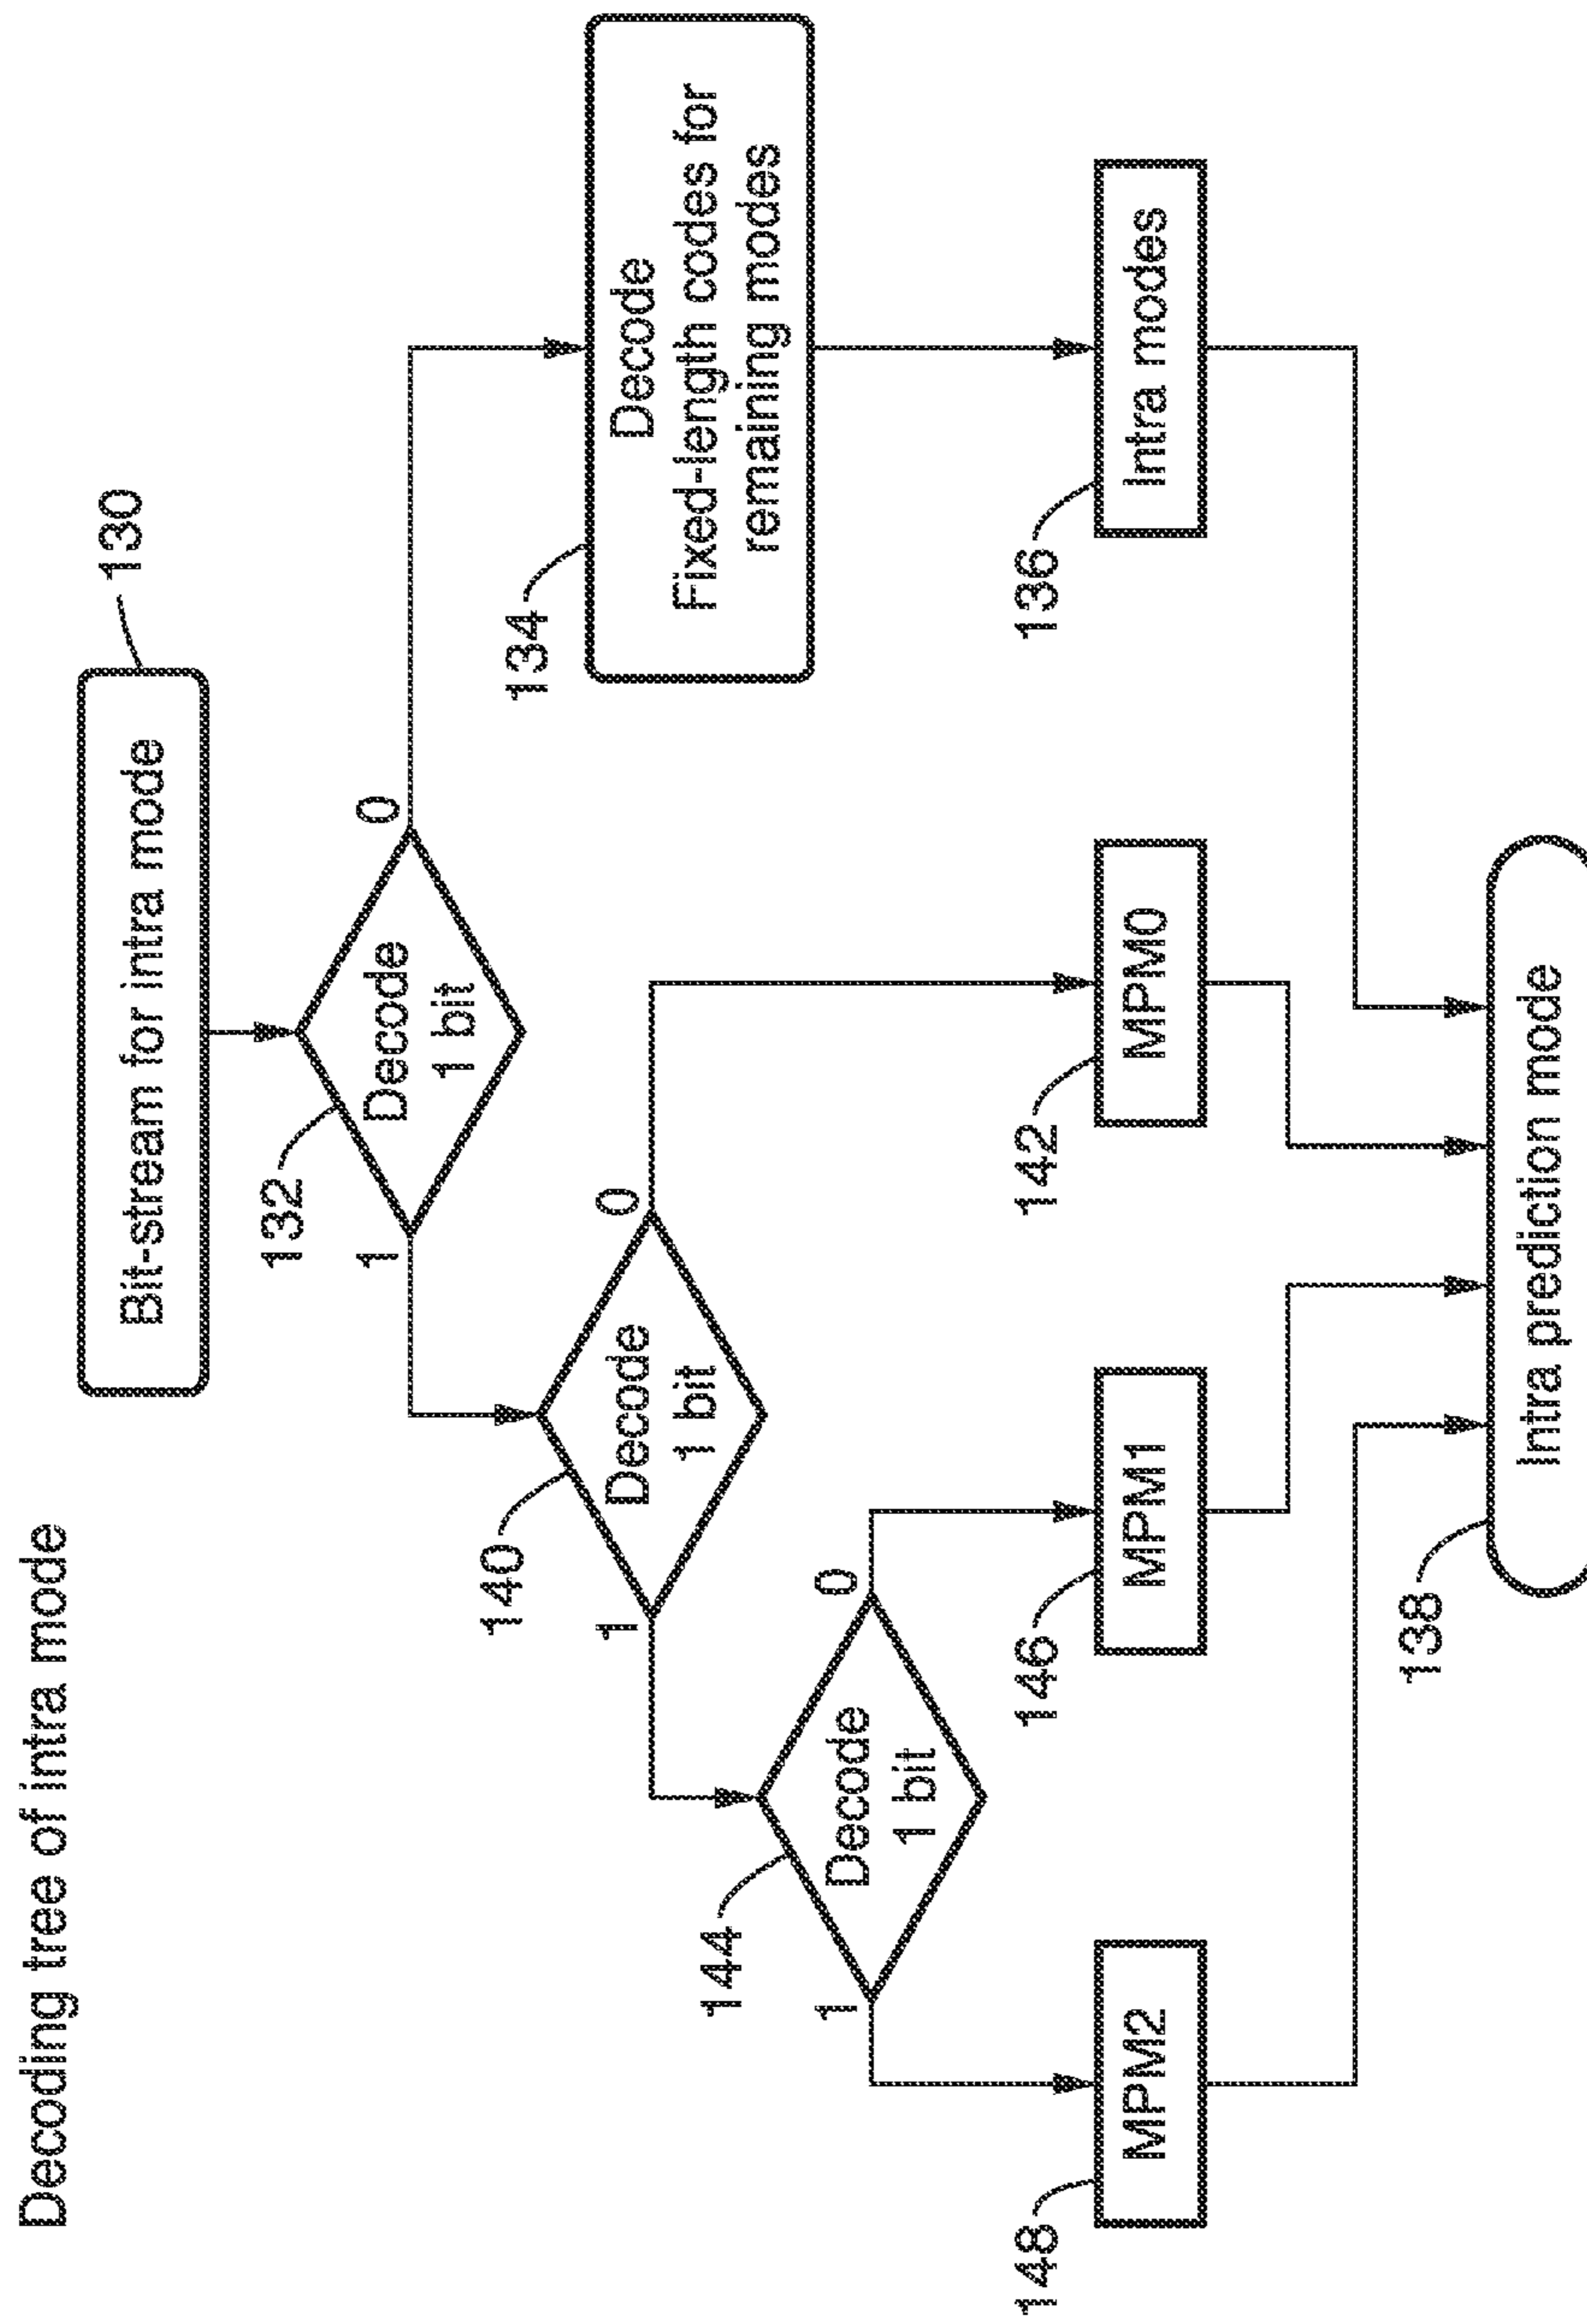 Decoding tree of intra mode
Bit-stream for intra mode
130
132
Decode
1 bit
1
0
140
Decode
1 bit
1
0
134
Decode
Fixed-length codes for
remaining modes
144
Decode
1 bit
1
0
148
MPM2
146
MPM1
142
MPM0
136
Intra modes
138
Intra prediction mode